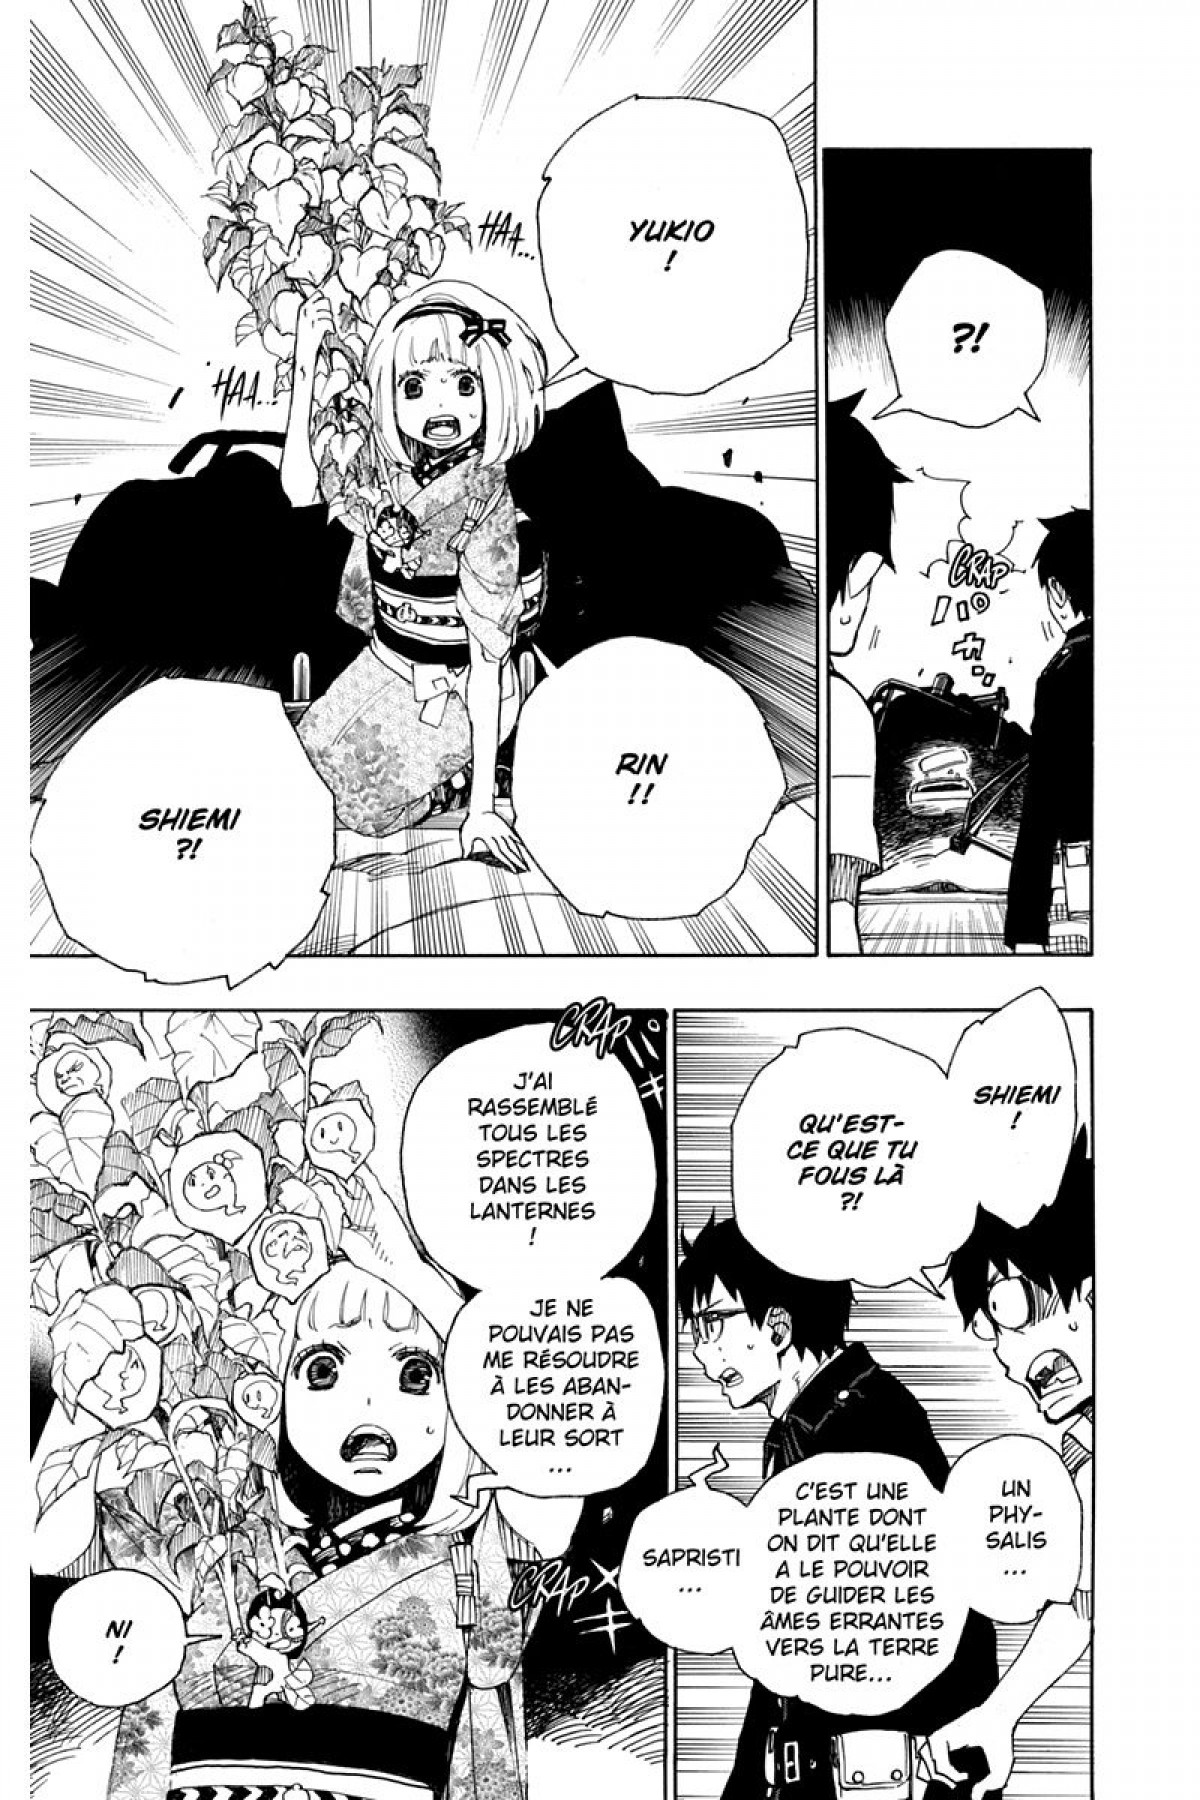 ?!
CRAP
パカッ
YUKIO
!
HAA...
HAA...
RIN
!!
SHIEMI
?!
SHIEMI
!
QU'EST-
CE QUE TU
FOUS LÀ
?!
UN
PHY-
SALIS
...
C'EST UNE
PLANTE DONT
ON DIT QU'ELLE
A LE POUVOIR
DE GUIDER LES
ÂMES ERRANTES
VERS LA TERRE
PURE...
SAPRISTI
...
CRAP
J'AI
RASSEMBLÉ
TOUS LES
SPECTRES
DANS LES
LANTERNES
!
JE NE
POUVAIS PAS
ME RÉSOUDRE
À LES ABAN-
DONNER À
LEUR SORT
...
CRAP
NI
!